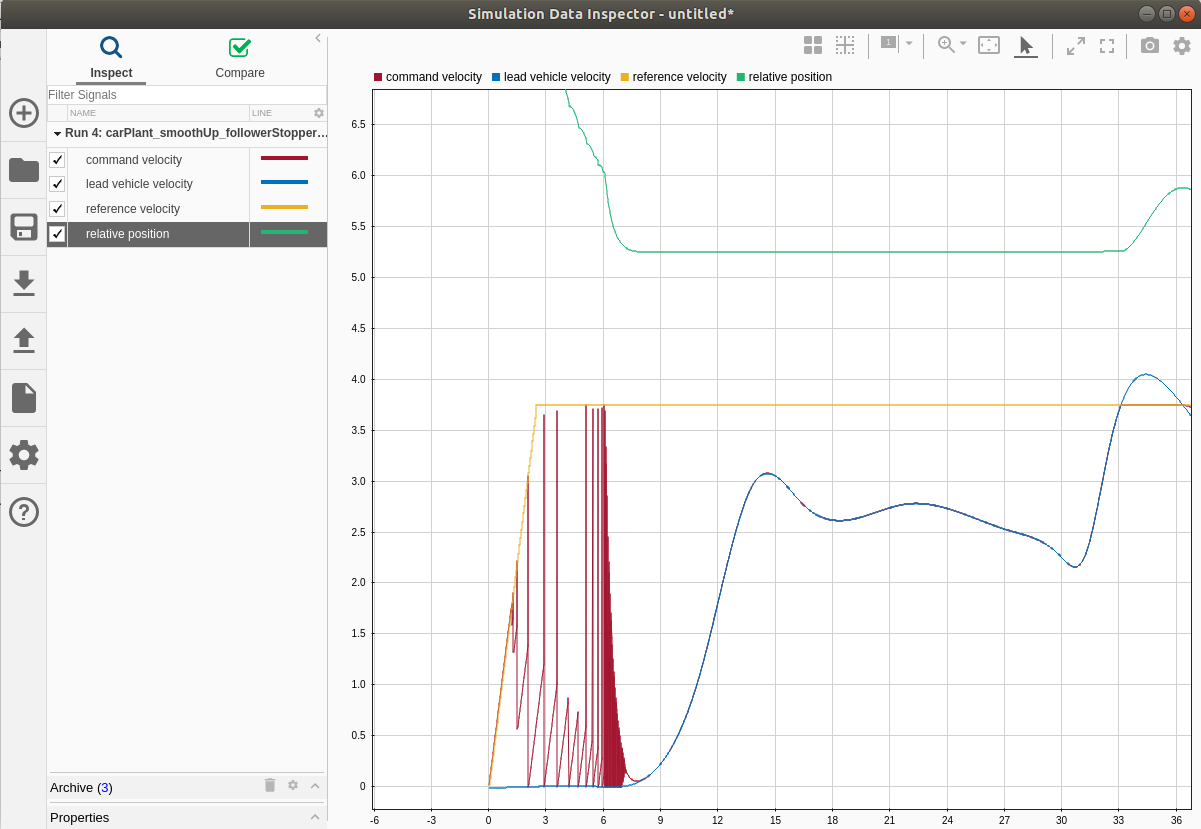 Simulation Data Inspector - untitled*
Inspect
Compare
Filter Signals
NAME
LINE
Run 4: carPlant_smoothUp_followerStopper...
command velocity
lead vehicle velocity
reference velocity
relative position
Archive (3)
Properties
1
command velocity lead vehicle velocity reference velocity relative position
6.5
6.0
5.5
5.0
4.5
4.0
3.5
3.0
2.5
2.0
1.5
1.0
0.5
0
-6 -3 0 3 6 9 12 15 18 21 24 27 30 33 36